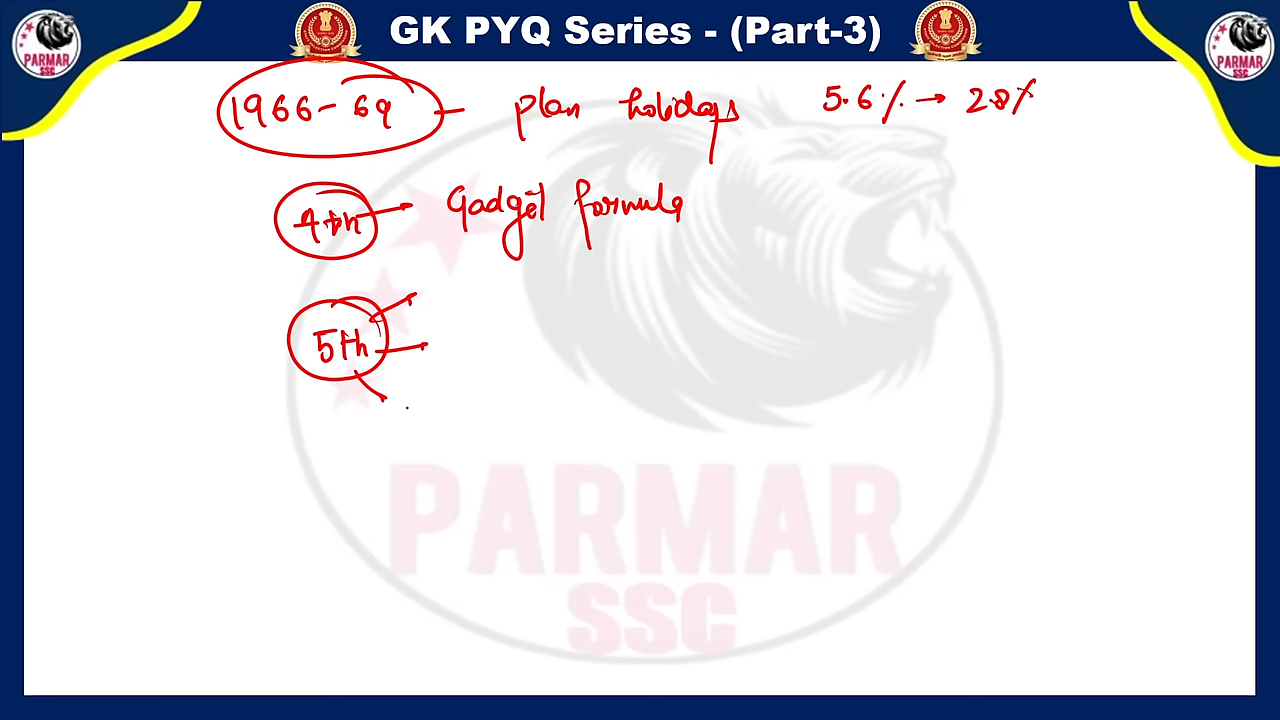 PARMAR
SSC
GK PYQ Series - (Part-3)
PARMAR
SSC
1966-69 - plan holidays 5.6% → 2.8%
4th → Gadgil formula
5th
PARMAR
SSC